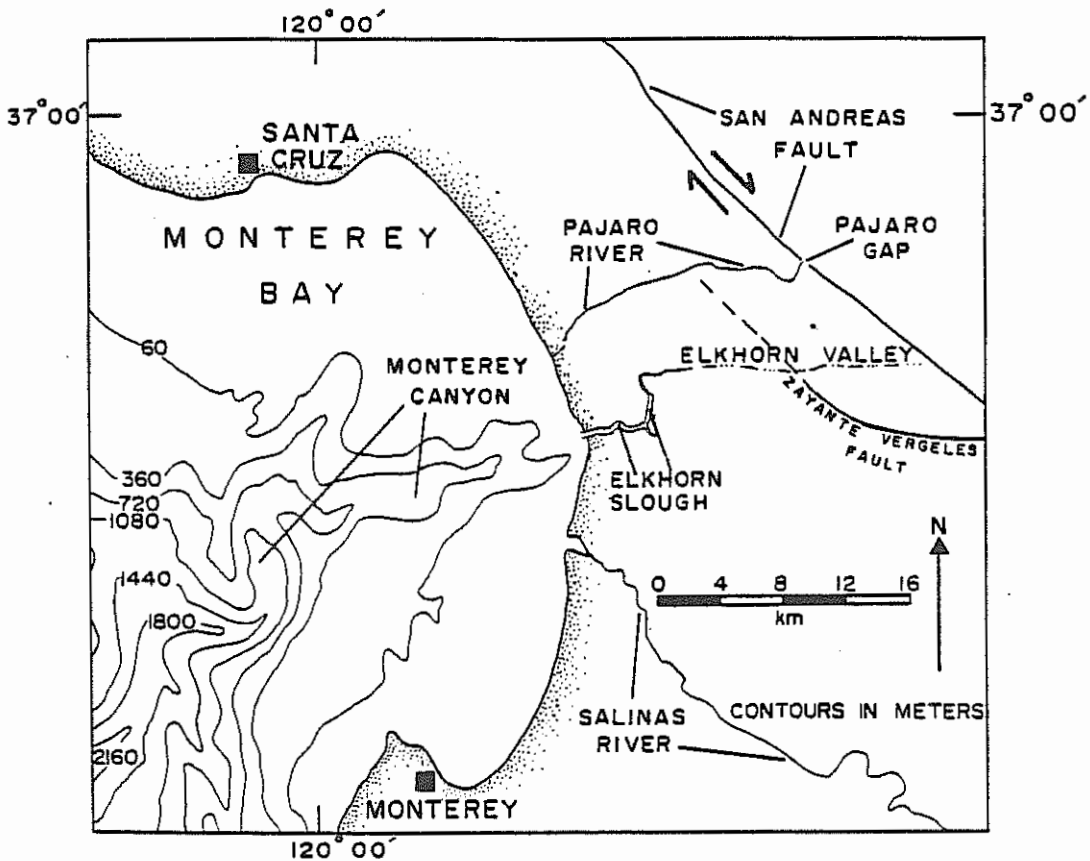 120°00'
37°00'
37°00'
SAN ANDREAS
FAULT
SANTA
CRUZ
MONTEREY
BAY
PAJARO
RIVER
PAJARO
GAP
60
MONTEREY
CANYON
ELKHORN VALLEY
ZAYANTE VERGELES
FAULT
360
720
1080
ELKHORN
SLOUGH
N
0 4 8 12 16
km
1440
1800
SALINAS
RIVER
CONTOURS IN METERS
2160
MONTEREY
120°00'